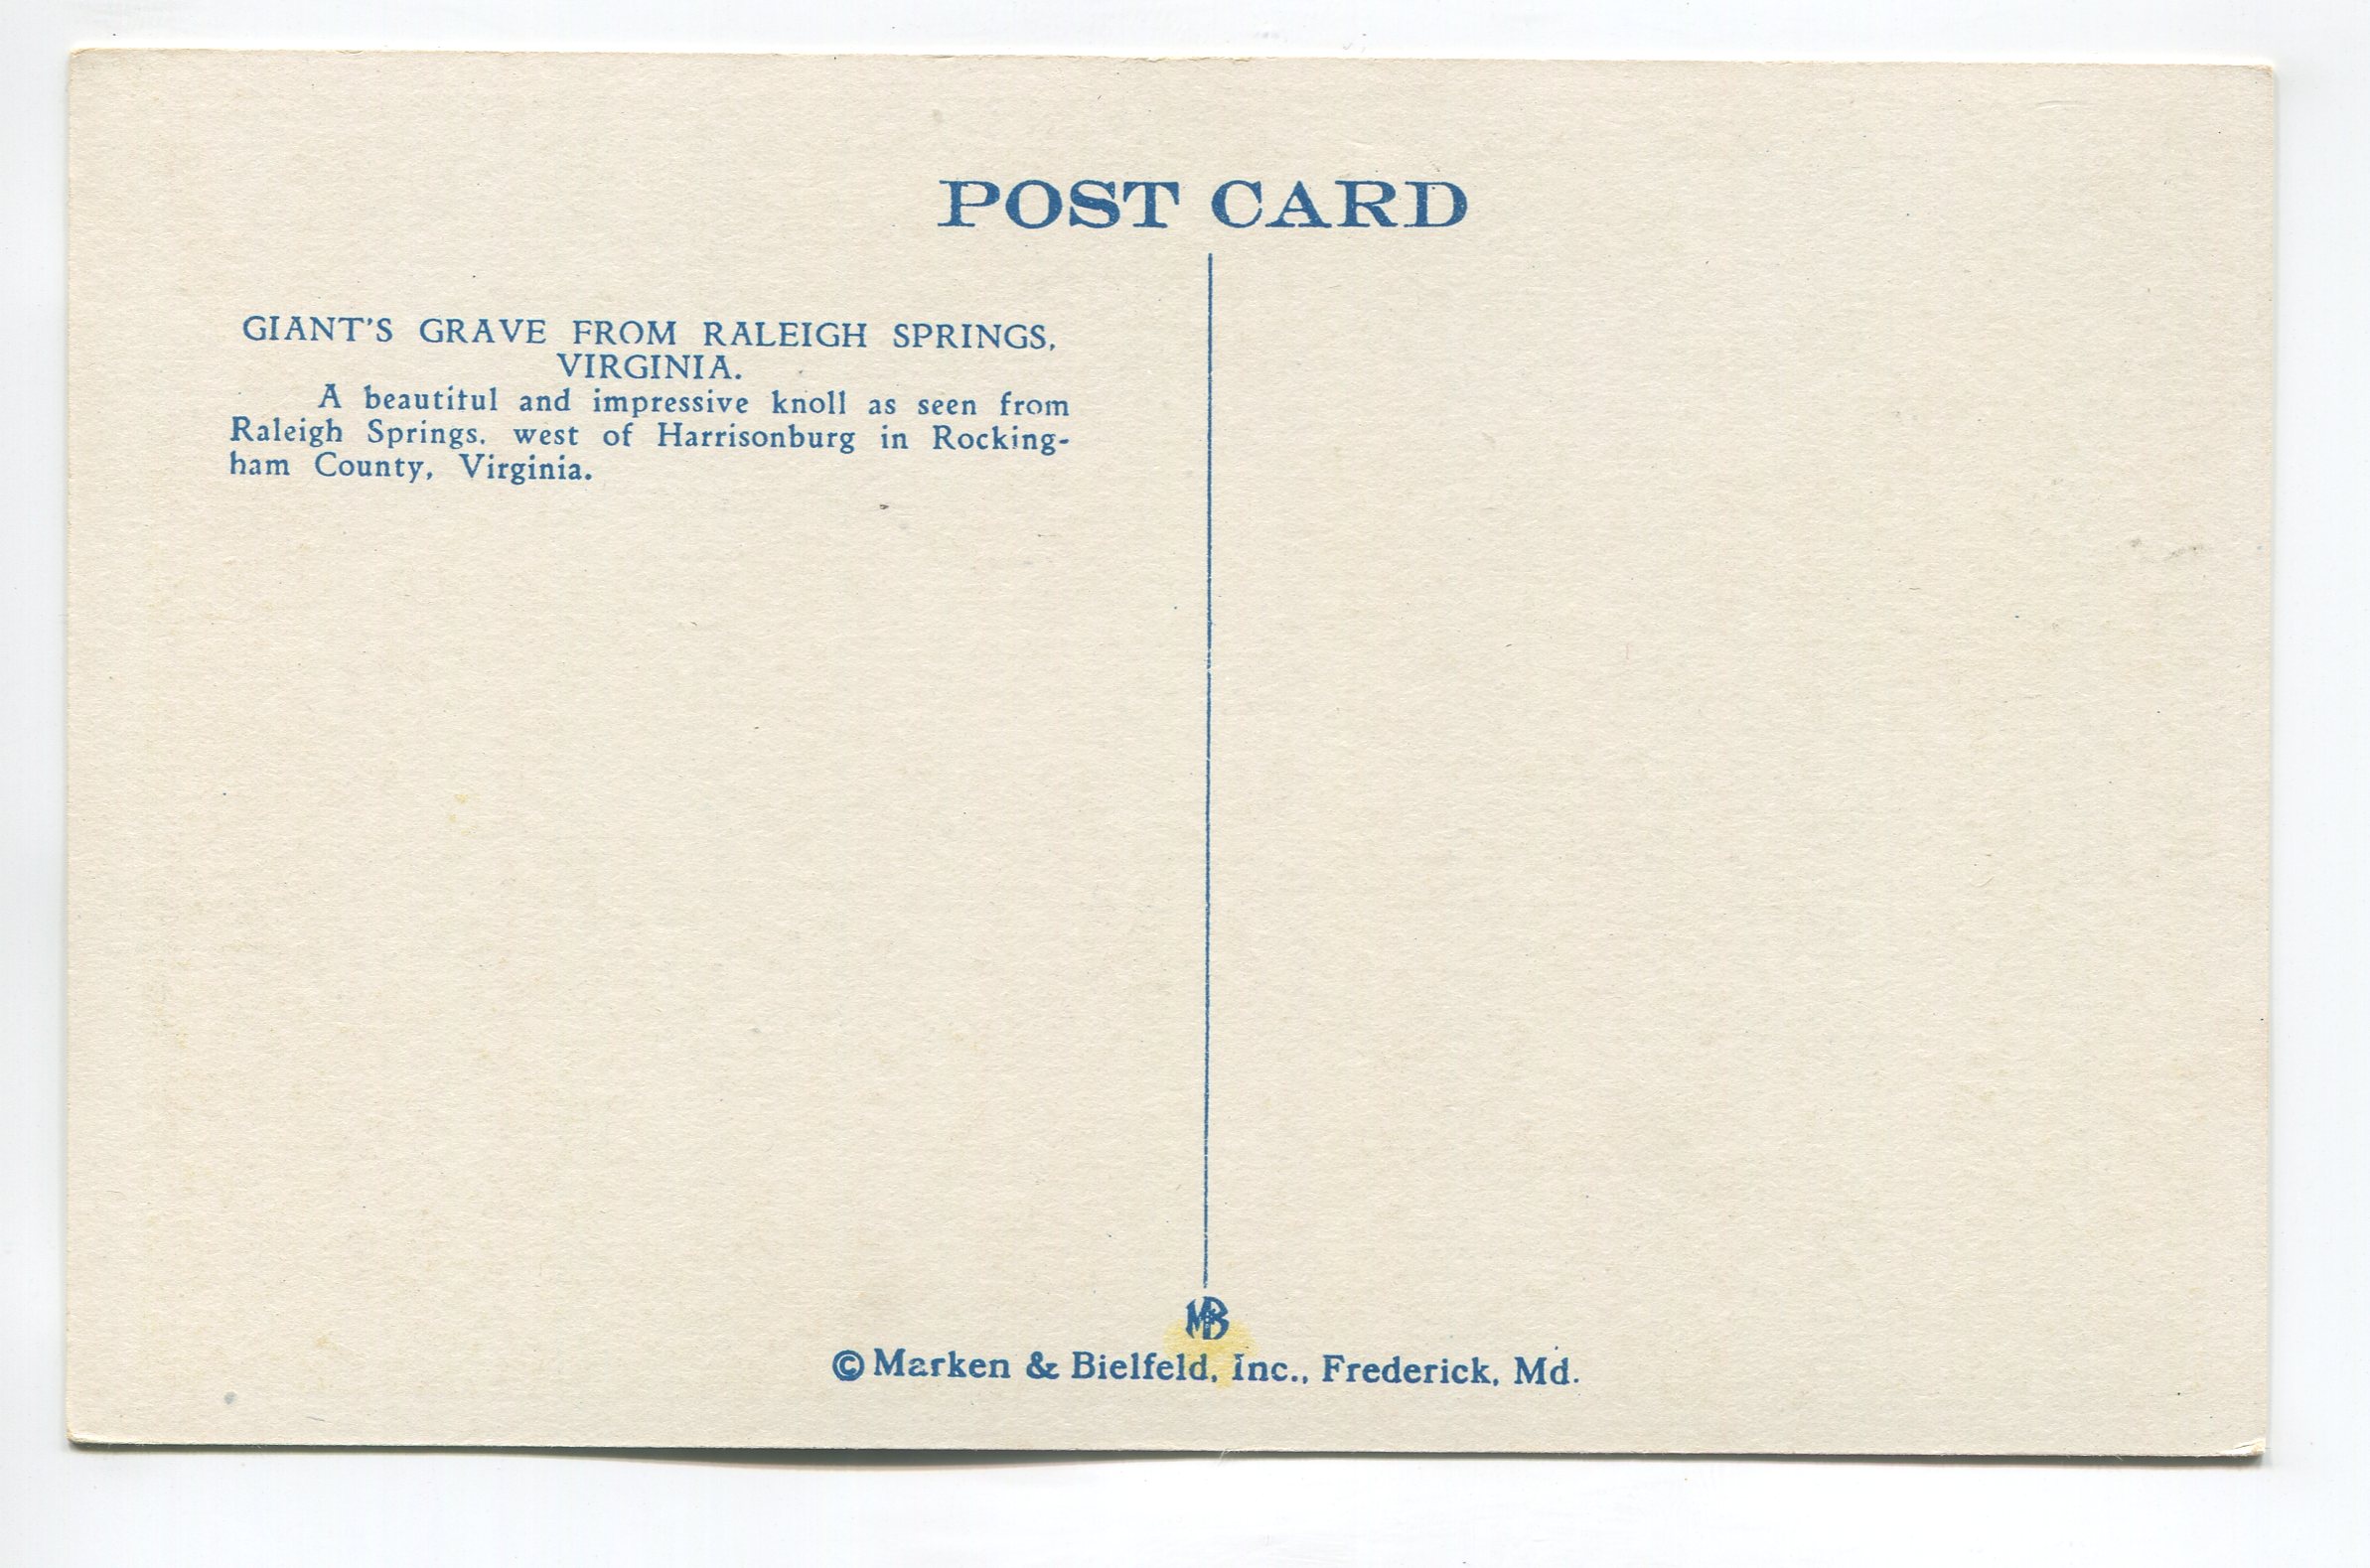 POST CARD
GIANT'S GRAVE FROM RALEIGH SPRINGS,
VIRGINIA.
A beautiful and impressive knoll as seen from
Raleigh Springs, west of Harrisonburg in Rocking-
ham County, Virginia.
MB
© Marken & Bielfeld, Inc., Frederick, Md.